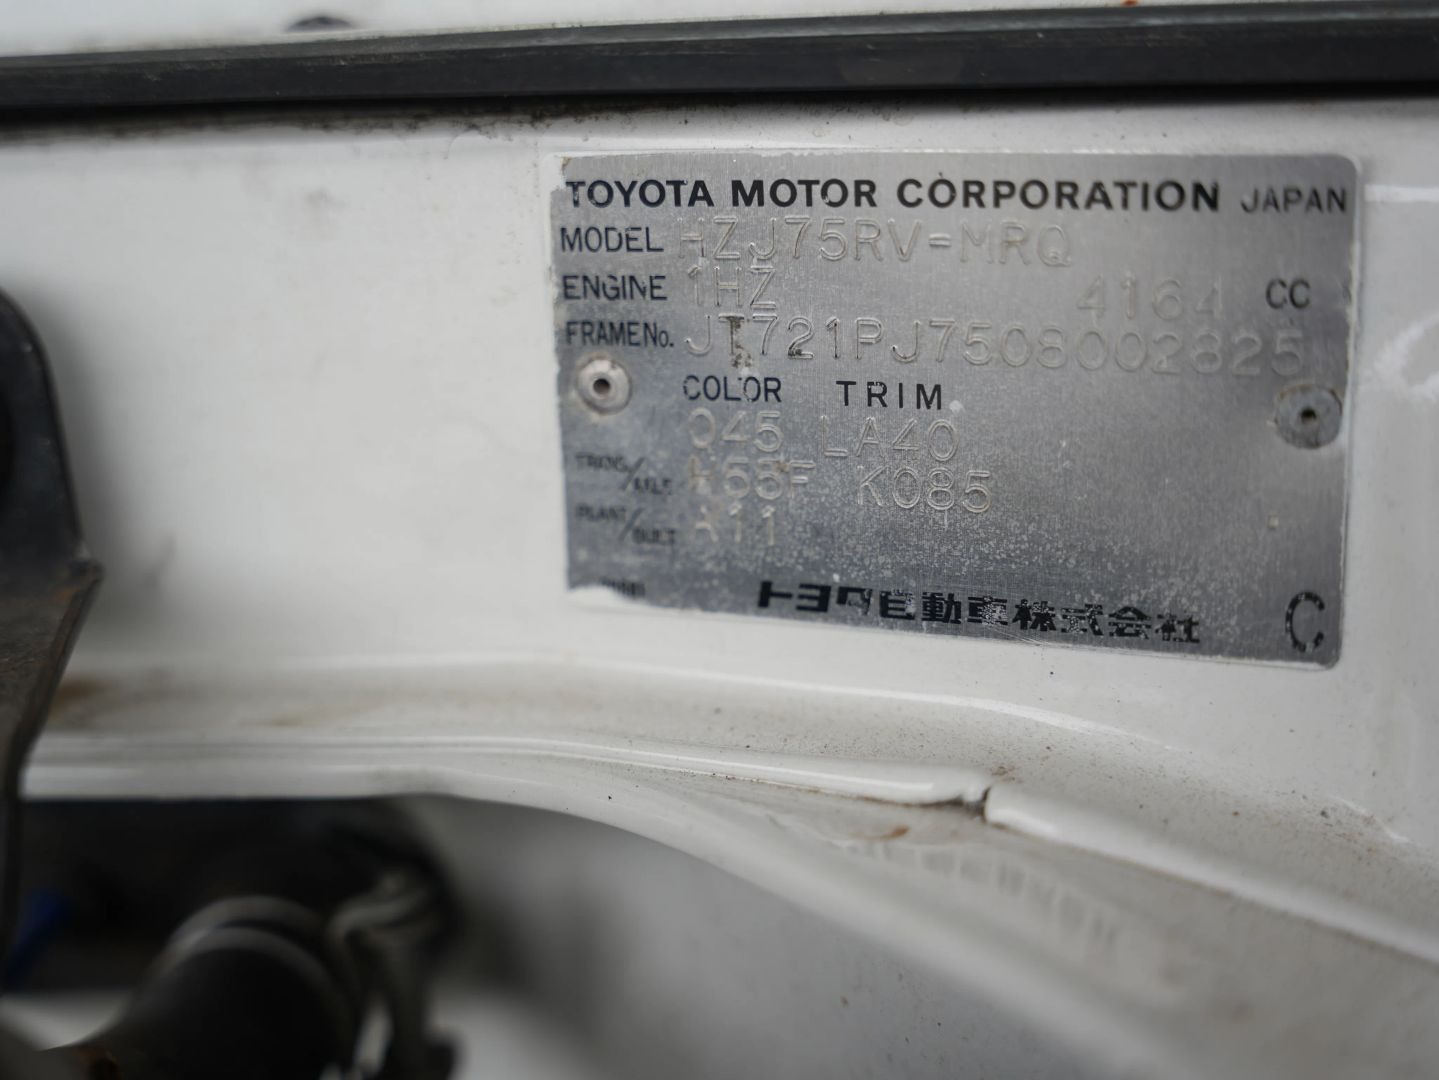 TOYOTA MOTOR CORPORATION JAPAN
MODEL HZJ75RV-MRQ
ENGINE 1HZ 4164 CC
FRAME No. JT721PJ7508002825
COLOR TRIM
045 LA40
TRANS/AXLE H55F K085
PLANT/BUILT A11
トヨタ自動車株式会社 C